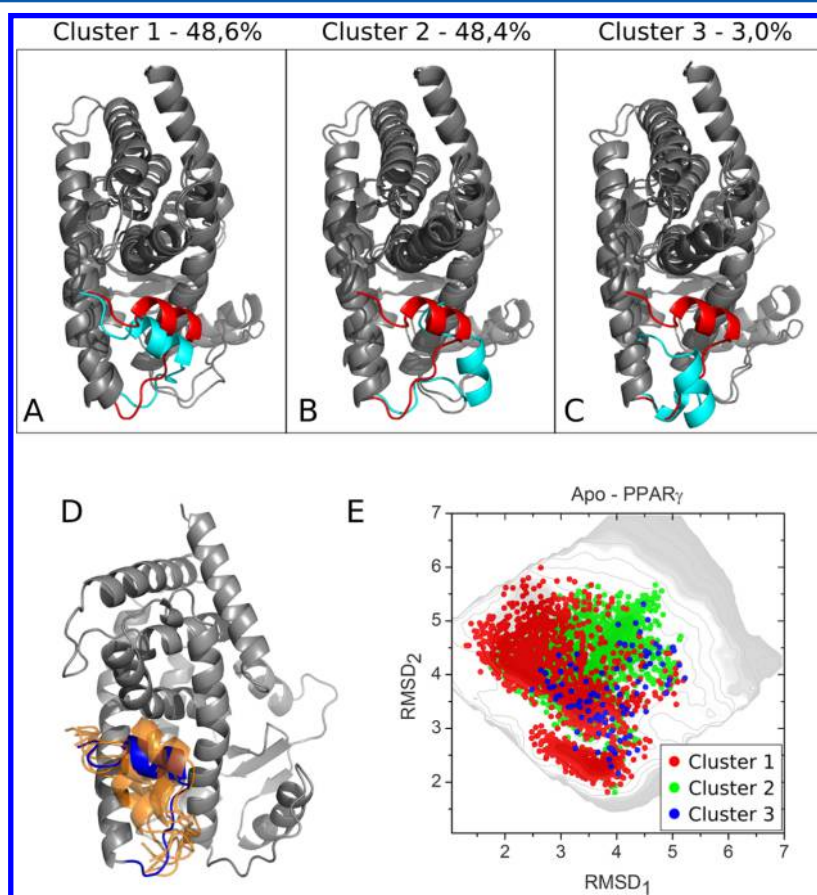 Cluster 1 - 48,6%
Cluster 2 - 48,4%
Cluster 3 - 3,0%
A
B
C
D
E
Apo - PPARγ
7
6
5
4
3
2
RMSD2
2
3
4
5
6
7
RMSD1
Cluster 1
Cluster 2
Cluster 3